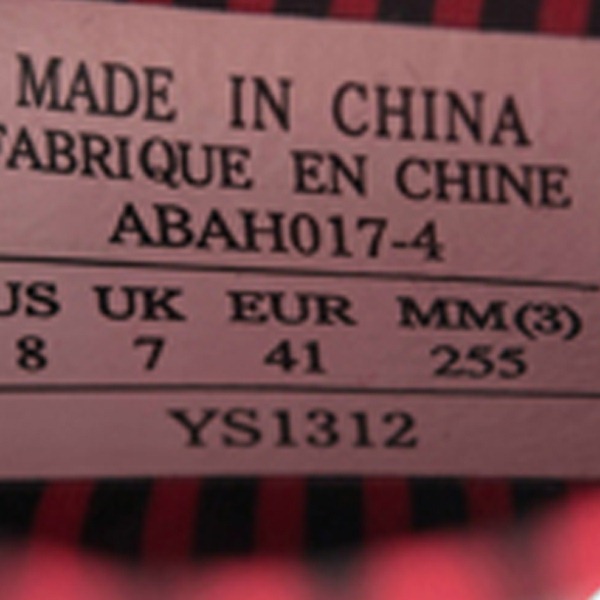 MADE IN CHINA
FABRIQUE EN CHINE
ABAH017-4
US UK EUR MM(3)
8 7 41 255
YS1312